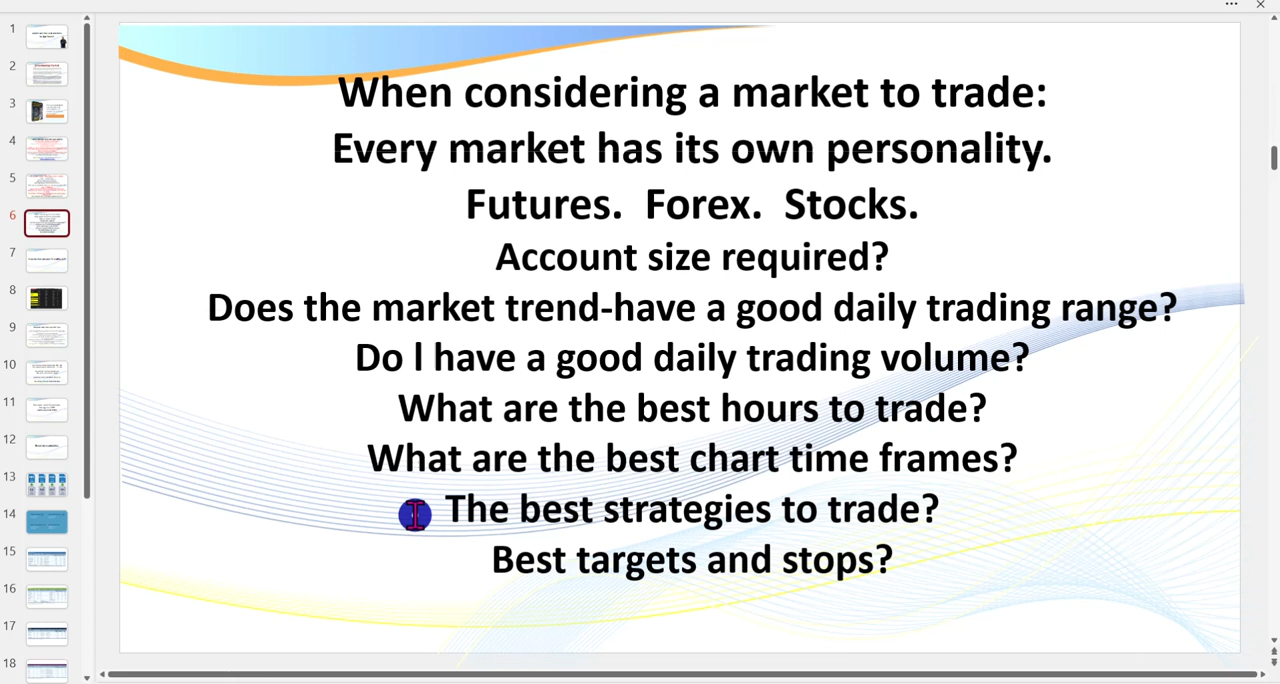 When considering a market to trade:
Every market has its own personality.
Futures.  Forex.  Stocks.
Account size required?
Does the market trend-have a good daily trading range?
Do I have a good daily trading volume?
What are the best hours to trade?
What are the best chart time frames?
The best strategies to trade?
Best targets and stops?
1
2
3
4
5
6
7
8
9
10
11
12
13
14
15
16
17
18